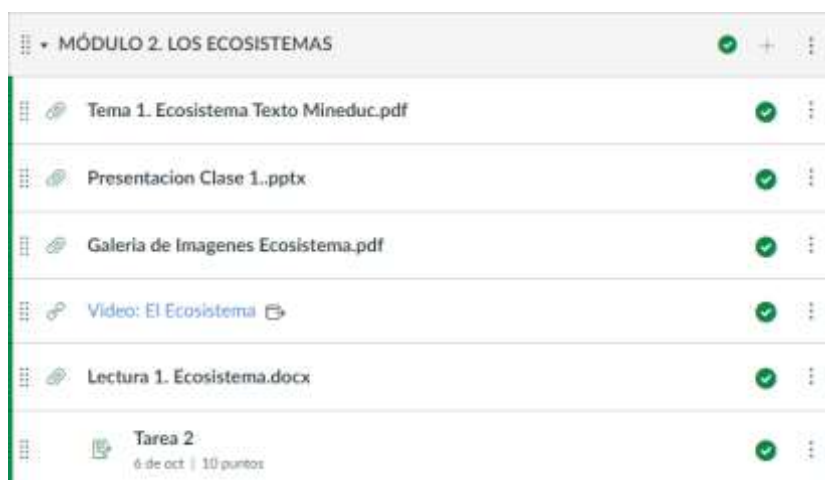 MÓDULO 2. LOS ECOSISTEMAS
Tema 1. Ecosistema Texto Mineduc.pdf
Presentacion Clase 1..pptx
Galeria de Imagenes Ecosistema.pdf
Video: El Ecosistema
Lectura 1. Ecosistema.docx
Tarea 2
6 de oct | 10 puntos